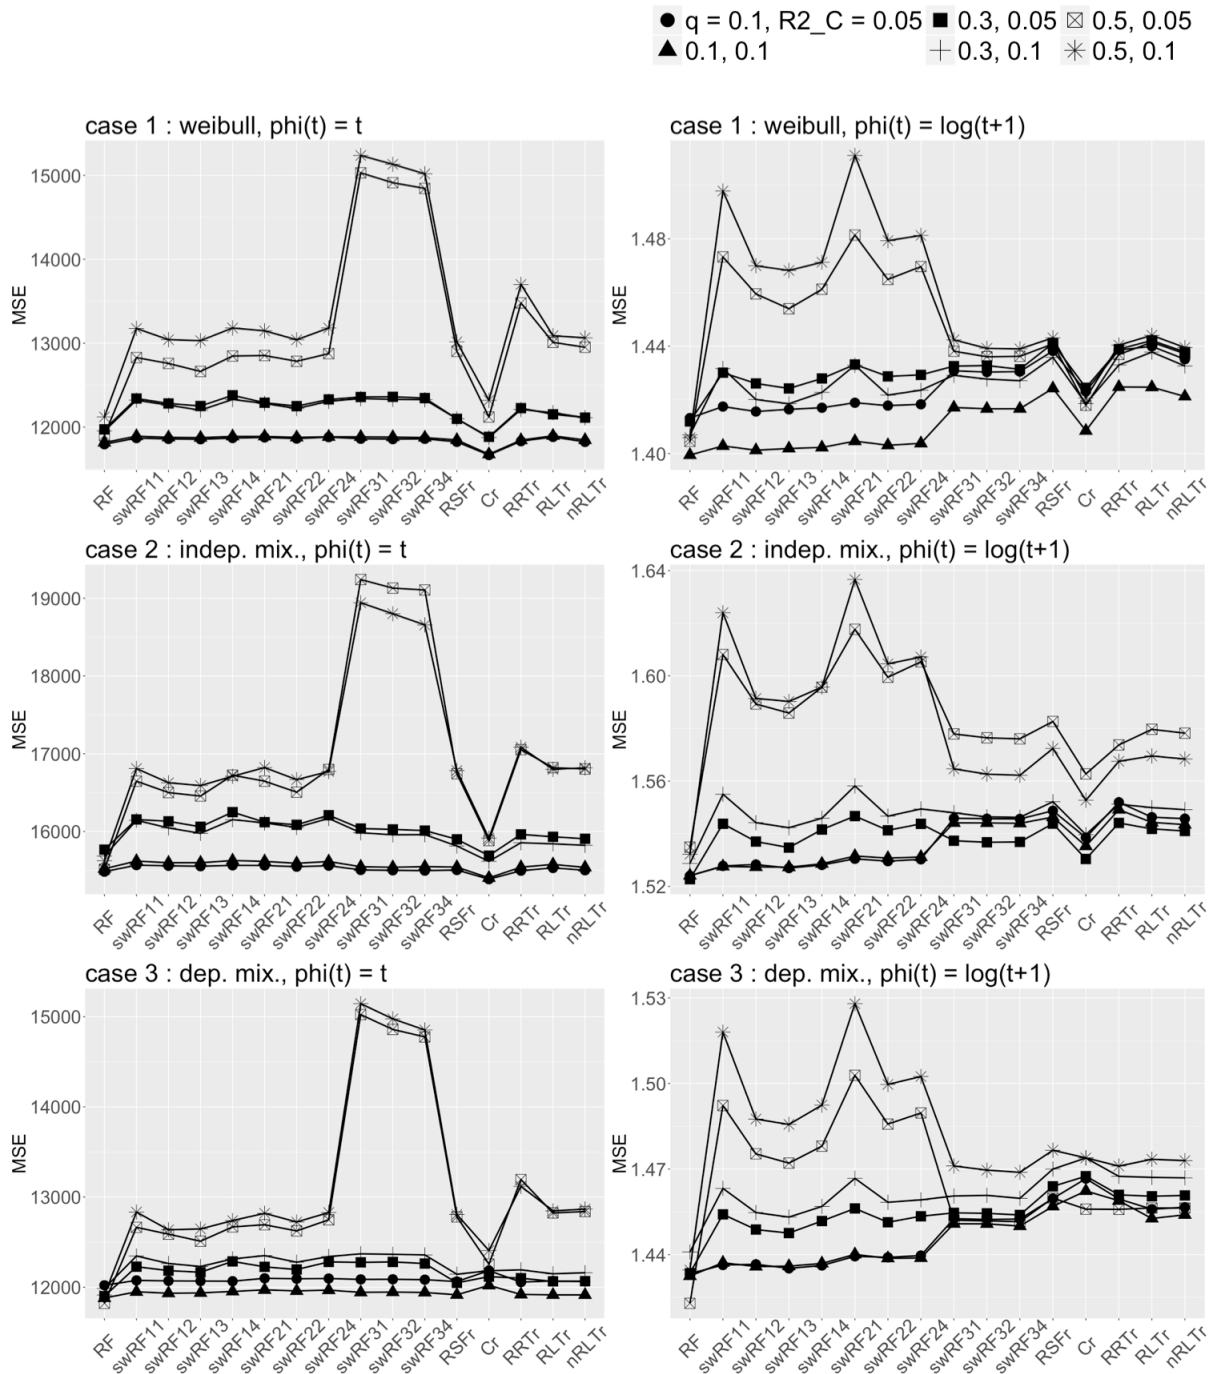 q = 0.1, R2_C = 0.05 0.3, 0.05 0.5, 0.05
0.1, 0.1 0.3, 0.1 0.5, 0.1
case 1 : weibull, phi(t) = t
MSE
15000
14000
13000
12000
RF swRF11 swRF12 swRF13 swRF14 swRF21 swRF22 swRF24 swRF31 swRF32 swRF34 RSFr Cr RRTr RLTr nRLTr
case 1 : weibull, phi(t) = log(t+1)
MSE
1.48
1.44
1.40
RF swRF11 swRF12 swRF13 swRF14 swRF21 swRF22 swRF24 swRF31 swRF32 swRF34 RSFr Cr RRTr RLTr nRLTr
case 2 : indep. mix., phi(t) = t
MSE
19000
18000
17000
16000
RF swRF11 swRF12 swRF13 swRF14 swRF21 swRF22 swRF24 swRF31 swRF32 swRF34 RSFr Cr RRTr RLTr nRLTr
case 2 : indep. mix., phi(t) = log(t+1)
MSE
1.64
1.60
1.56
1.52
RF swRF11 swRF12 swRF13 swRF14 swRF21 swRF22 swRF24 swRF31 swRF32 swRF34 RSFr Cr RRTr RLTr nRLTr
case 3 : dep. mix., phi(t) = t
MSE
15000
14000
13000
12000
RF swRF11 swRF12 swRF13 swRF14 swRF21 swRF22 swRF24 swRF31 swRF32 swRF34 RSFr Cr RRTr RLTr nRLTr
case 3 : dep. mix., phi(t) = log(t+1)
MSE
1.53
1.50
1.47
1.44
RF swRF11 swRF12 swRF13 swRF14 swRF21 swRF22 swRF24 swRF31 swRF32 swRF34 RSFr Cr RRTr RLTr nRLTr